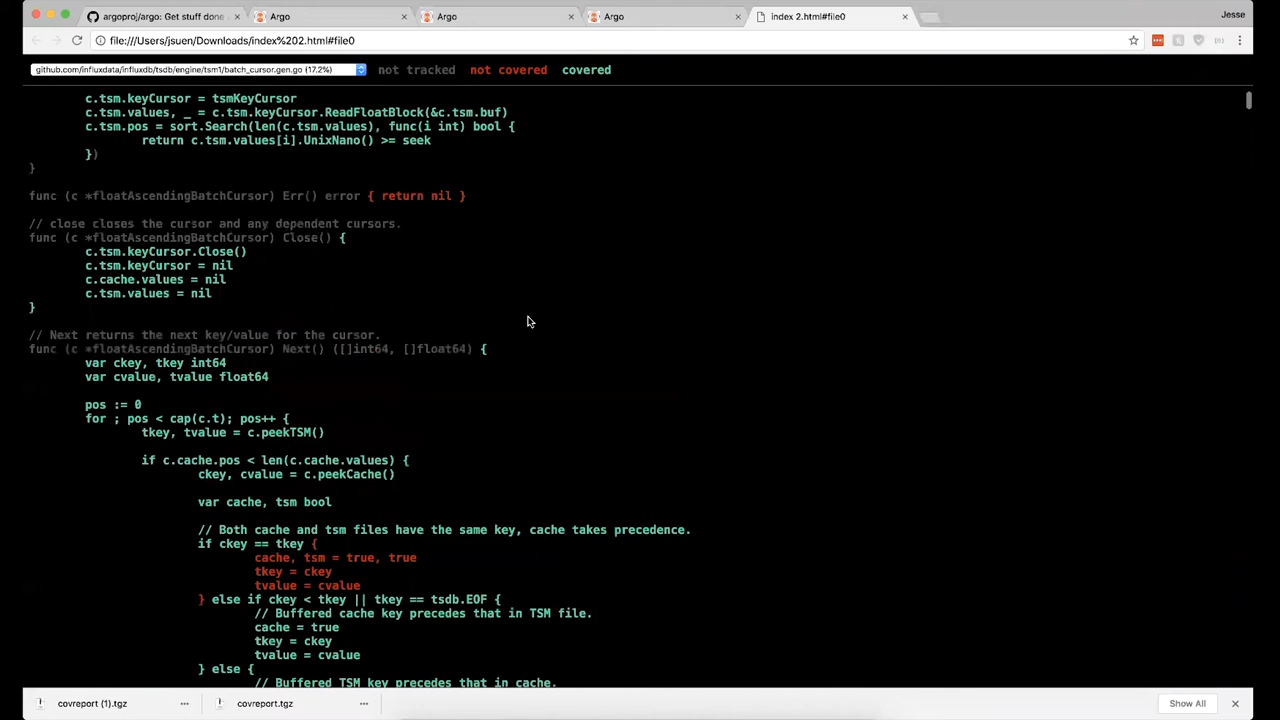 argoproj/argo: Get stuff done
Argo
Argo
Argo
index 2.html#file0
Jesse
file:///Users/jsuen/Downloads/index%202.html#file0
github.com/influxdata/influxdb/tsdb/engine/tsm1/batch_cursor.gen.go (17.2%)
not tracked
not covered
covered
c.tsm.keyCursor = tsmKeyCursor
c.tsm.values, _ = c.tsm.keyCursor.ReadFloatBlock(&c.tsm.buf)
c.tsm.pos = sort.Search(len(c.tsm.values), func(i int) bool {
return c.tsm.values[i].UnixNano() >= seek
})
}
func (c *floatAscendingBatchCursor) Err() error { return nil }
// close closes the cursor and any dependent cursors.
func (c *floatAscendingBatchCursor) Close() {
c.tsm.keyCursor.Close()
c.tsm.keyCursor = nil
c.cache.values = nil
c.tsm.values = nil
}
// Next returns the next key/value for the cursor.
func (c *floatAscendingBatchCursor) Next() ([]int64, []float64) {
var ckey, tkey int64
var cvalue, tvalue float64
pos := 0
for ; pos < cap(c.t); pos++ {
tkey, tvalue = c.peekTSM()
if c.cache.pos < len(c.cache.values) {
ckey, cvalue = c.peekCache()
var cache, tsm bool
// Both cache and tsm files have the same key, cache takes precedence.
if ckey == tkey {
cache, tsm = true, true
tkey = ckey
tvalue = cvalue
} else if ckey < tkey || tkey == tsdb.EOF {
// Buffered cache key precedes that in TSM file.
cache = true
tkey = ckey
tvalue = cvalue
} else {
// Buffered TSM key precedes that in cache.
covreport (1).tgz
covreport.tgz
Show All